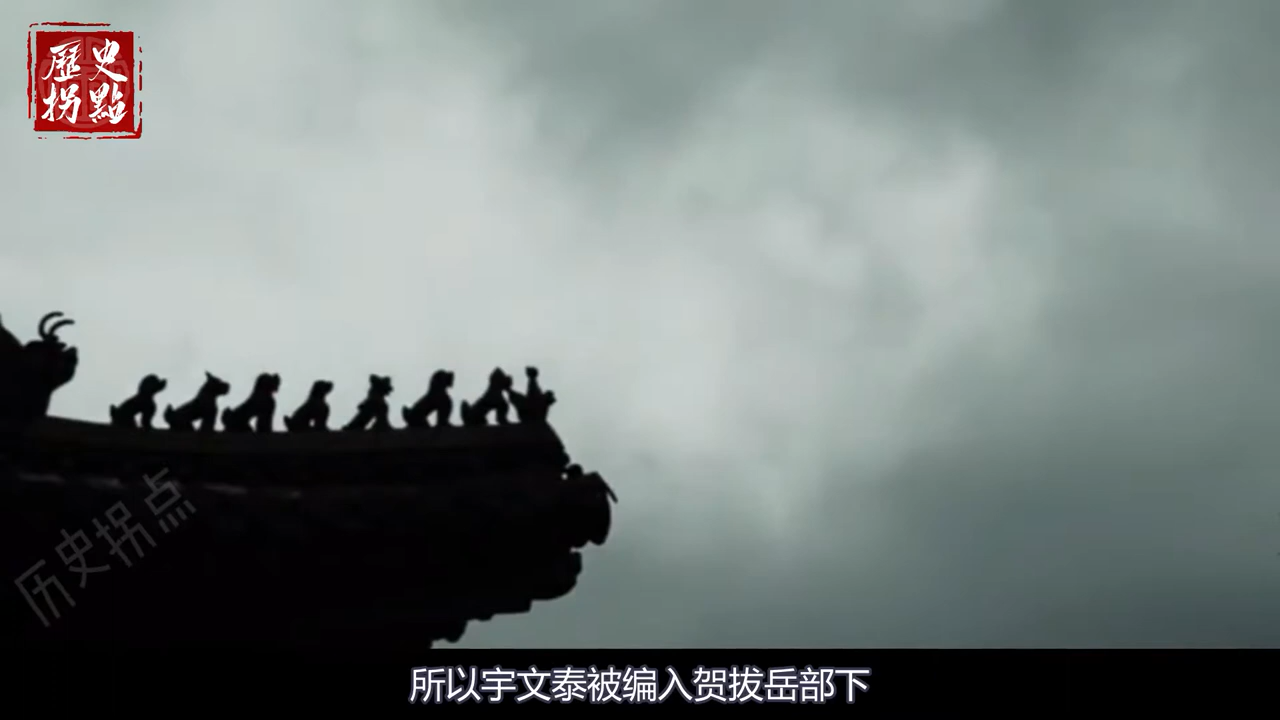 歷史
拐點
历史拐点
所以宇文泰被编入贺拔岳部下